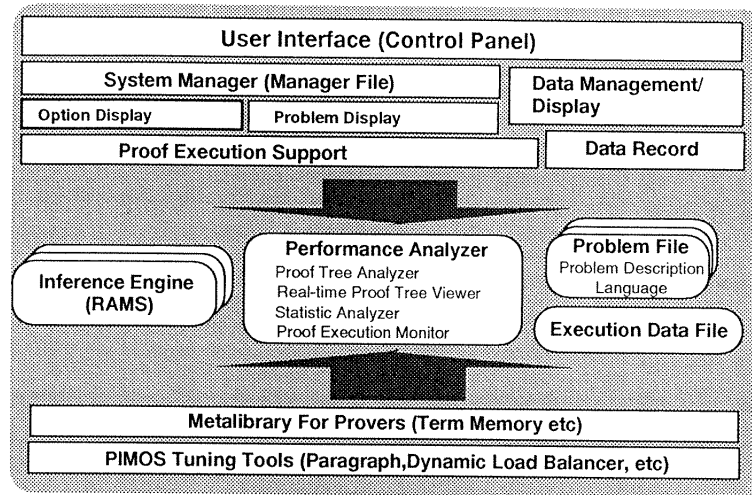 User Interface (Control Panel)
System Manager (Manager File)
Data Management/
Display
Option Display
Problem Display
Proof Execution Support
Data Record
Inference Engine
(RAMS)
Performance Analyzer
Proof Tree Analyzer
Real-time Proof Tree Viewer
Statistic Analyzer
Proof Execution Monitor
Problem File
Problem Description
Language
Execution Data File
Metalibrary For Provers (Term Memory etc)
PIMOS Tuning Tools (Paragraph,Dynamic Load Balancer, etc)